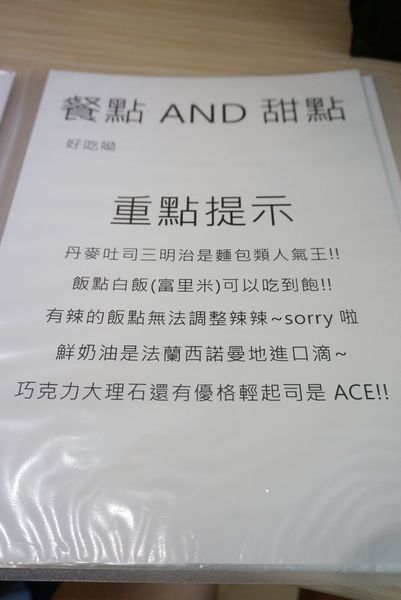 餐點 AND 甜點
好吃呦
重點提示
丹麥吐司三明治是麵包類人氣王!!
飯點白飯(富里米)可以吃到飽!!
有辣的飯點無法調整辣辣~sorry 啦
鮮奶油是法蘭西諾曼地進口滴~
巧克力大理石還有優格輕起司是 ACE!!